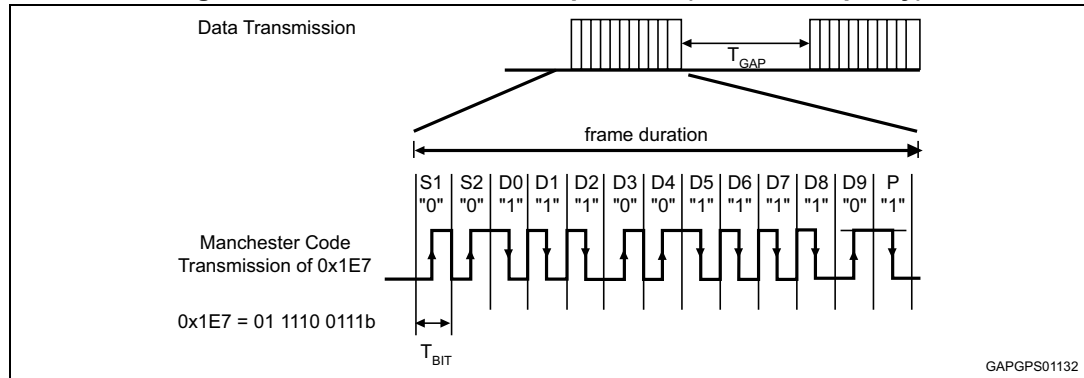 Data Transmission
T_GAP
frame duration
S1 S2 D0 D1 D2 D3 D4 D5 D6 D7 D8 D9 P
"0" "0" "1" "1" "1" "0" "0" "1" "1" "1" "1" "0" "1"
Manchester Code
Transmission of 0x1E7
0x1E7 = 01 1110 0111b
T_BIT
GAPGPS01132